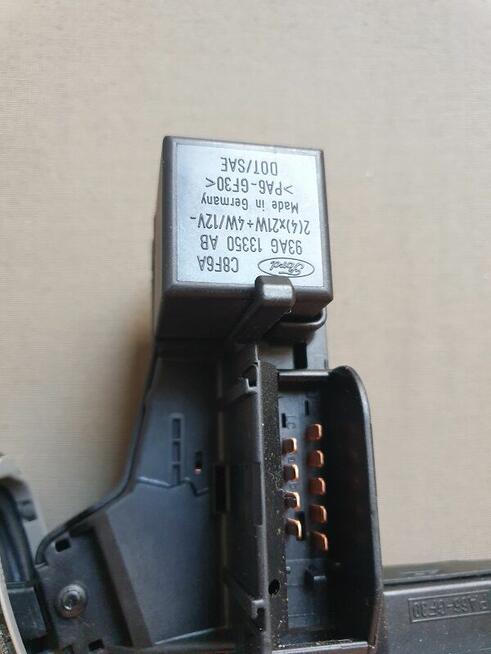 C8F6A Ford
93AG 13350 AB
2(4)x21W+4W/12V-
Made in Germany
>PA6-GF30<
DOT/SAE